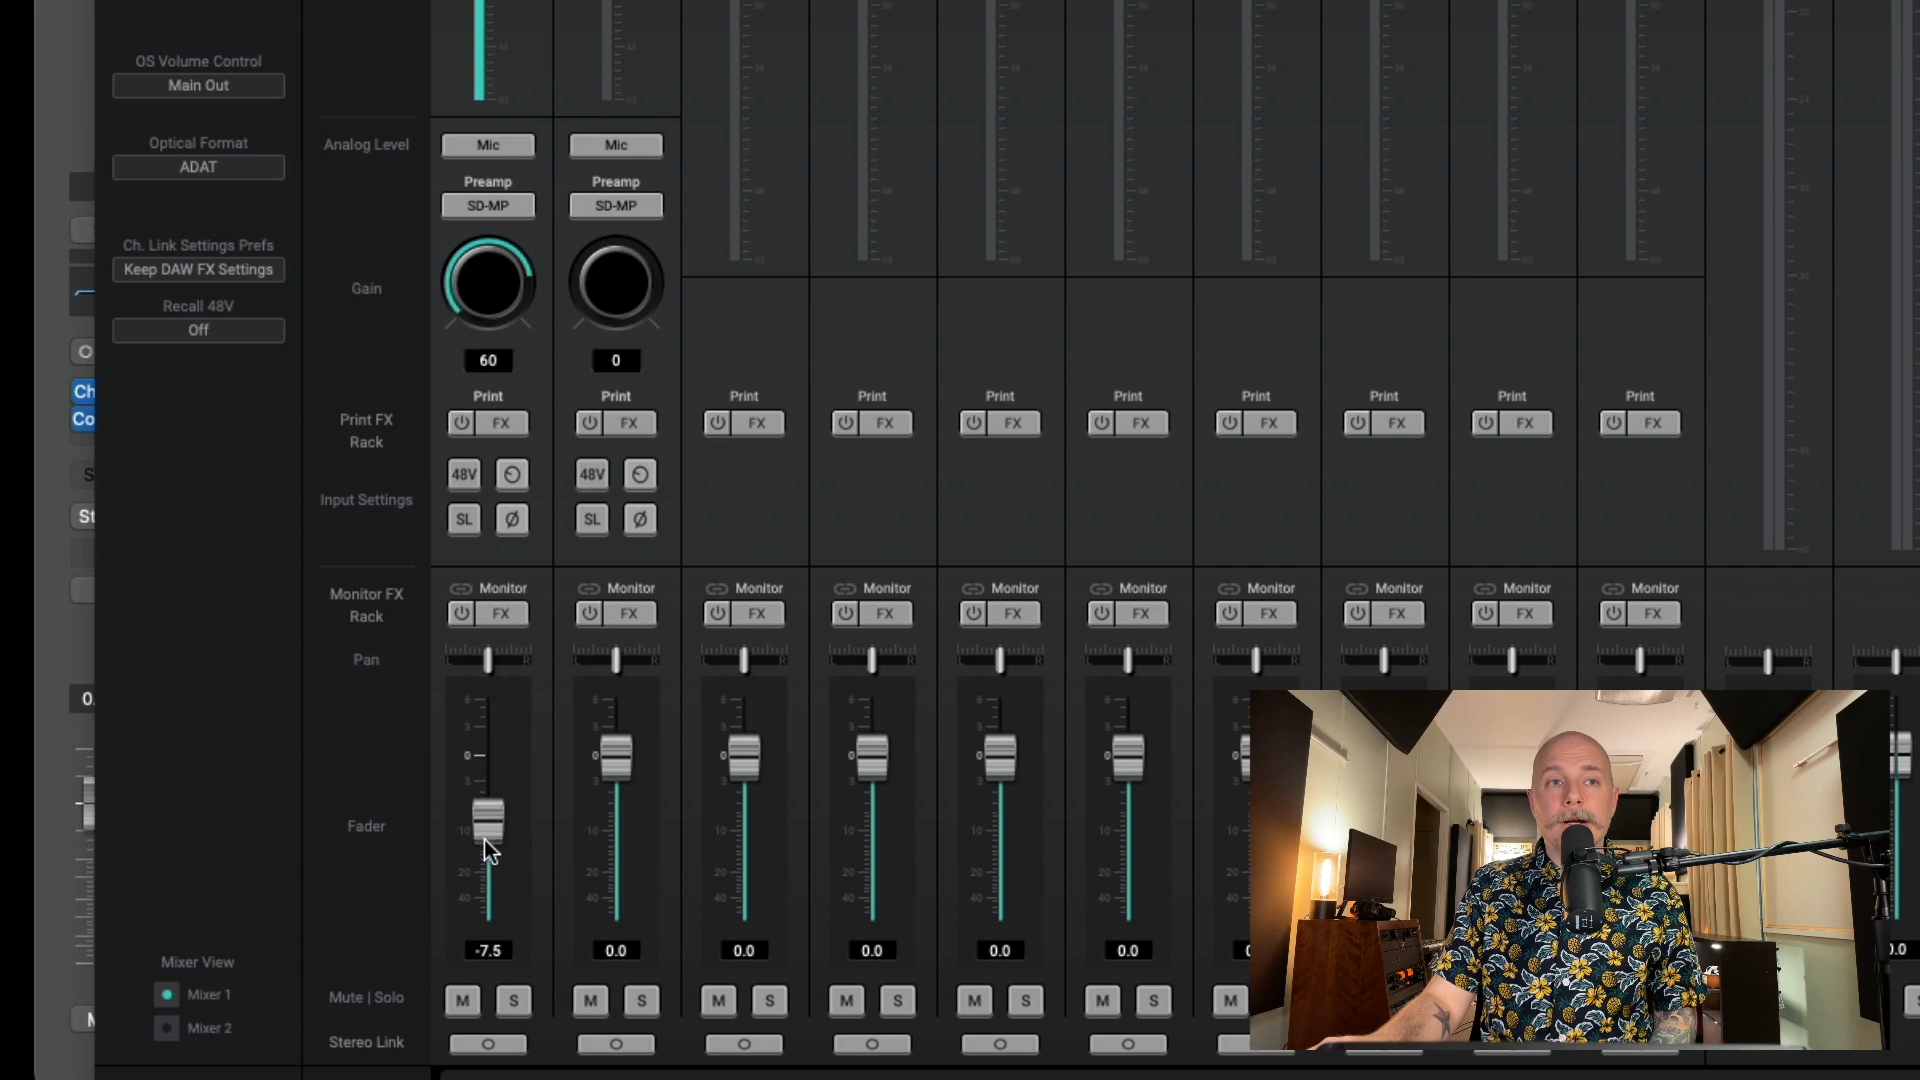 OS Volume Control
Main Out
Optical Format
ADAT
Ch. Link Settings Prefs
Keep DAW FX Settings
Recall 48V
Off
Mixer View
Mixer 1
Mixer 2
Ch
Co
St
0.
Analog Level
Mic Mic
Preamp Preamp
SD-MP SD-MP
Gain
60 0
Print Print Print Print Print Print Print Print Print Print
Print FX
Rack
FX FX FX FX FX FX FX FX FX FX
48V 48V
Input Settings
SL Ø SL Ø
Monitor FX
Rack
Monitor Monitor Monitor Monitor Monitor Monitor Monitor Monitor Monitor Monitor
FX FX FX FX FX FX FX FX FX FX
Pan
Fader
-7.5 0.0 0.0 0.0 0.0 0.0
Mute | Solo
M S M S M S M S M S M S M
Stereo Link